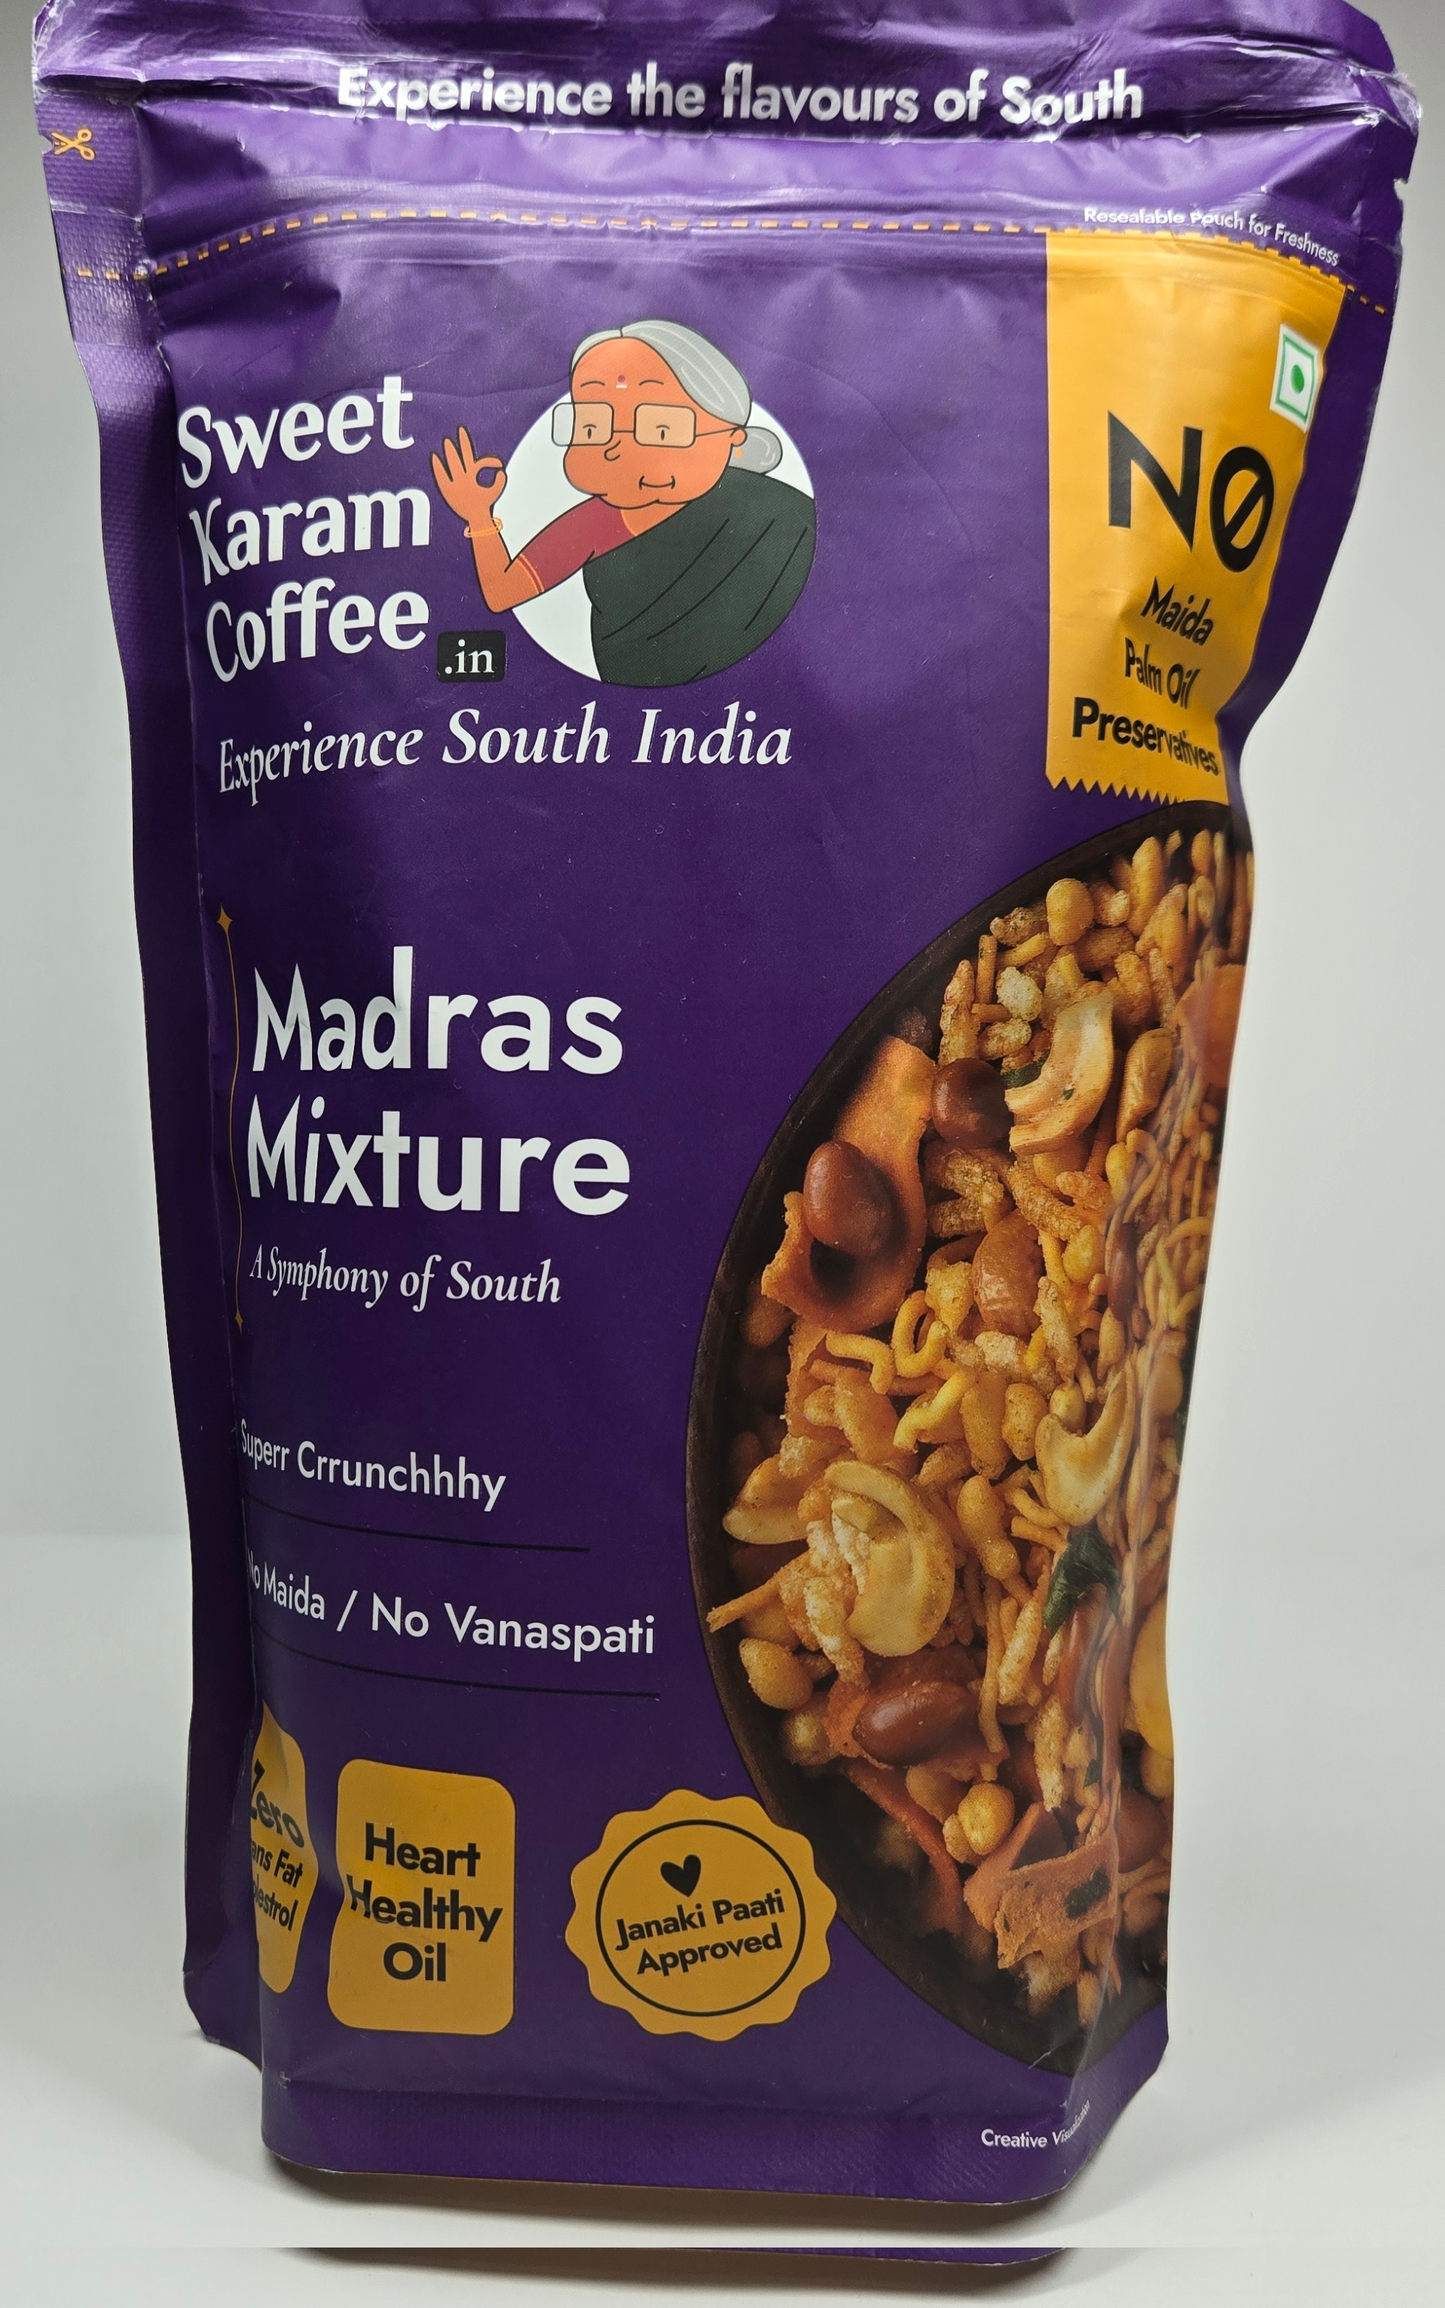 Experience the flavours of South
Resealable Pouch for Freshness
Sweet
Karam
Coffee
.in
Experience South India
NO
Maida
Palm Oil
Preservatives
Madras
Mixture
A Symphony of South
Superr Crrunchhhy
No Maida / No Vanaspati
Zero
Fat
Heart
Healthy
Oil
Janaki Paati
Approved
Creative